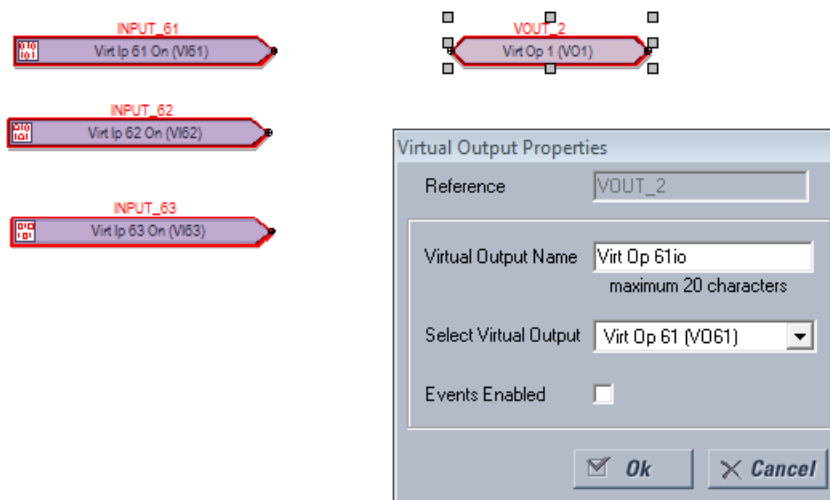 INPUT_61
Virt Ip 61 On (VI61)
VOUT_2
Virt Op 1 (VO1)
INPUT_62
Virt Ip 62 On (VI62)
INPUT_63
Virt Ip 63 On (VI63)
Virtual Output Properties
Reference VOUT_2
Virtual Output Name Virt Op 61io
maximum 20 characters
Select Virtual Output Virt Op 61 (VO61)
Events Enabled
Ok Cancel